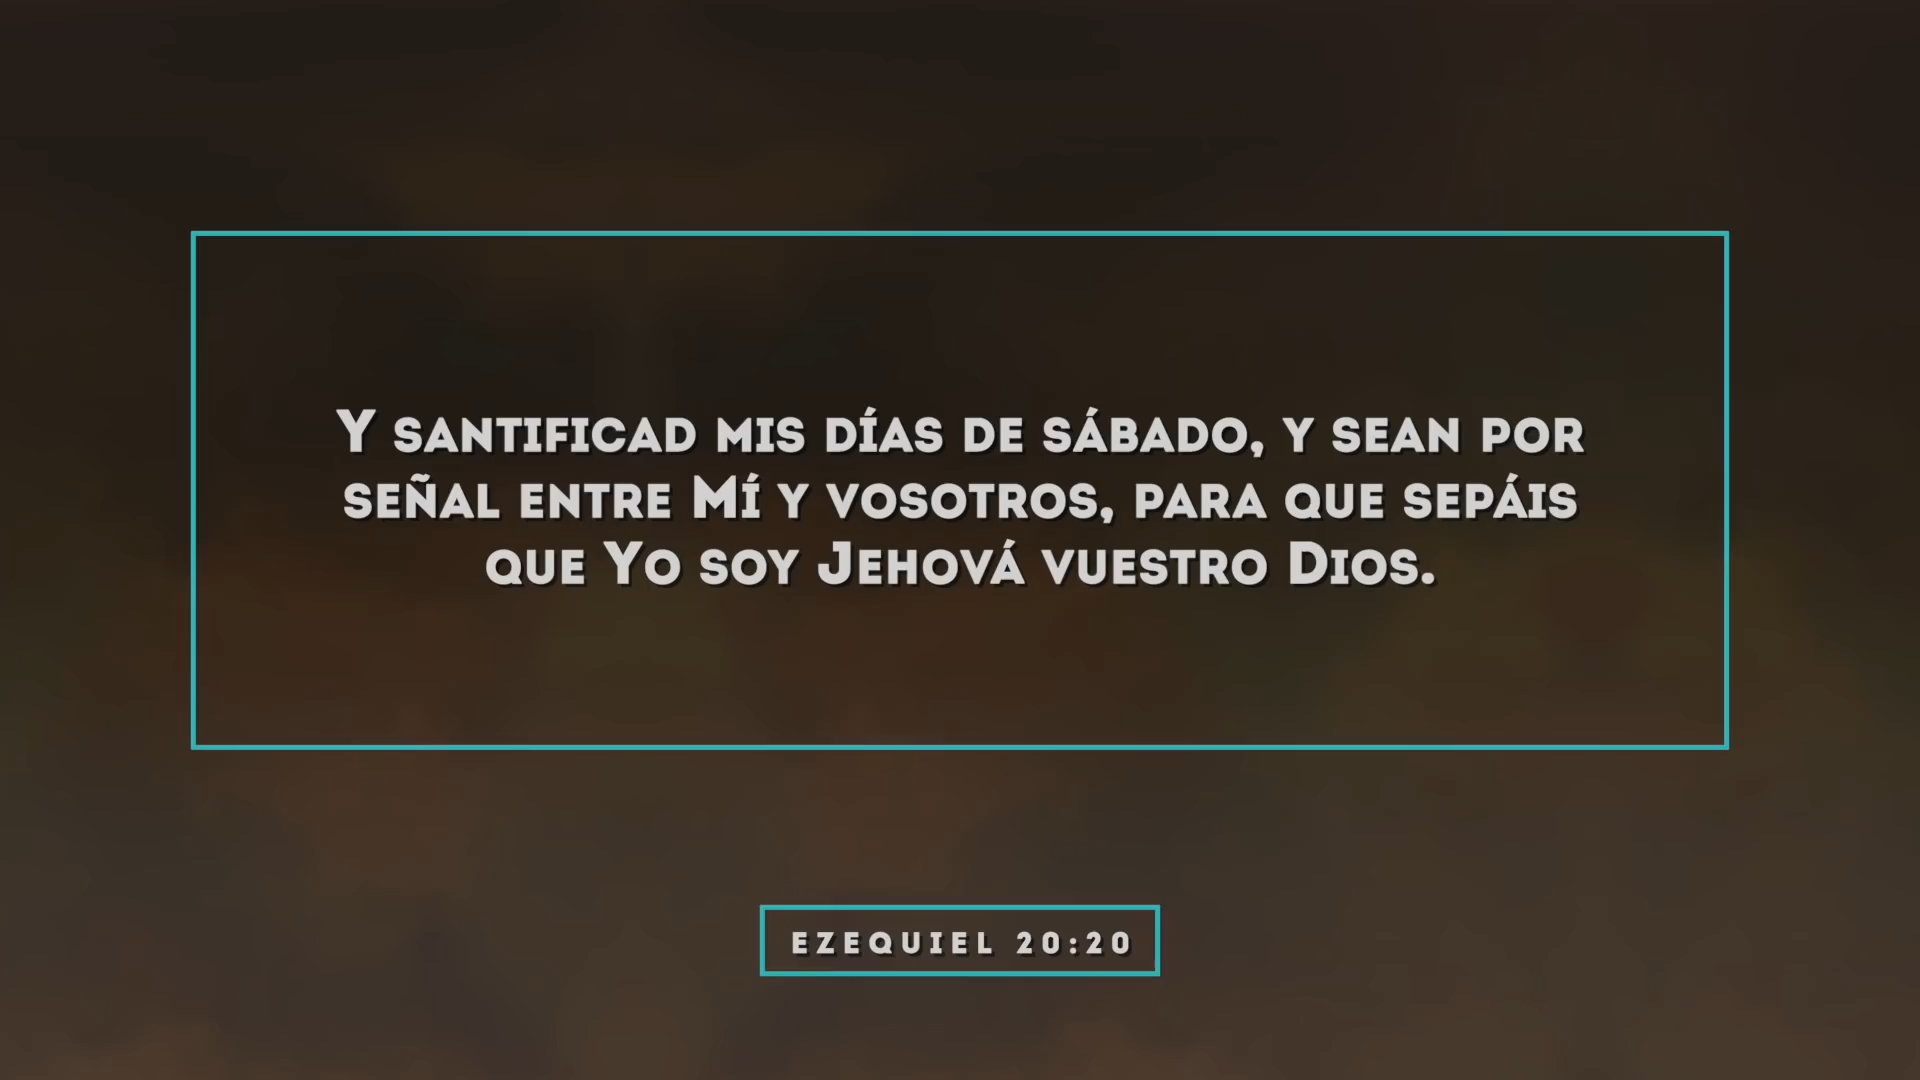 Y santificad mis días de sábado, y sean por
señal entre Mí y vosotros, para que sepáis
que Yo soy Jehová vuestro Dios.
EZEQUIEL 20:20